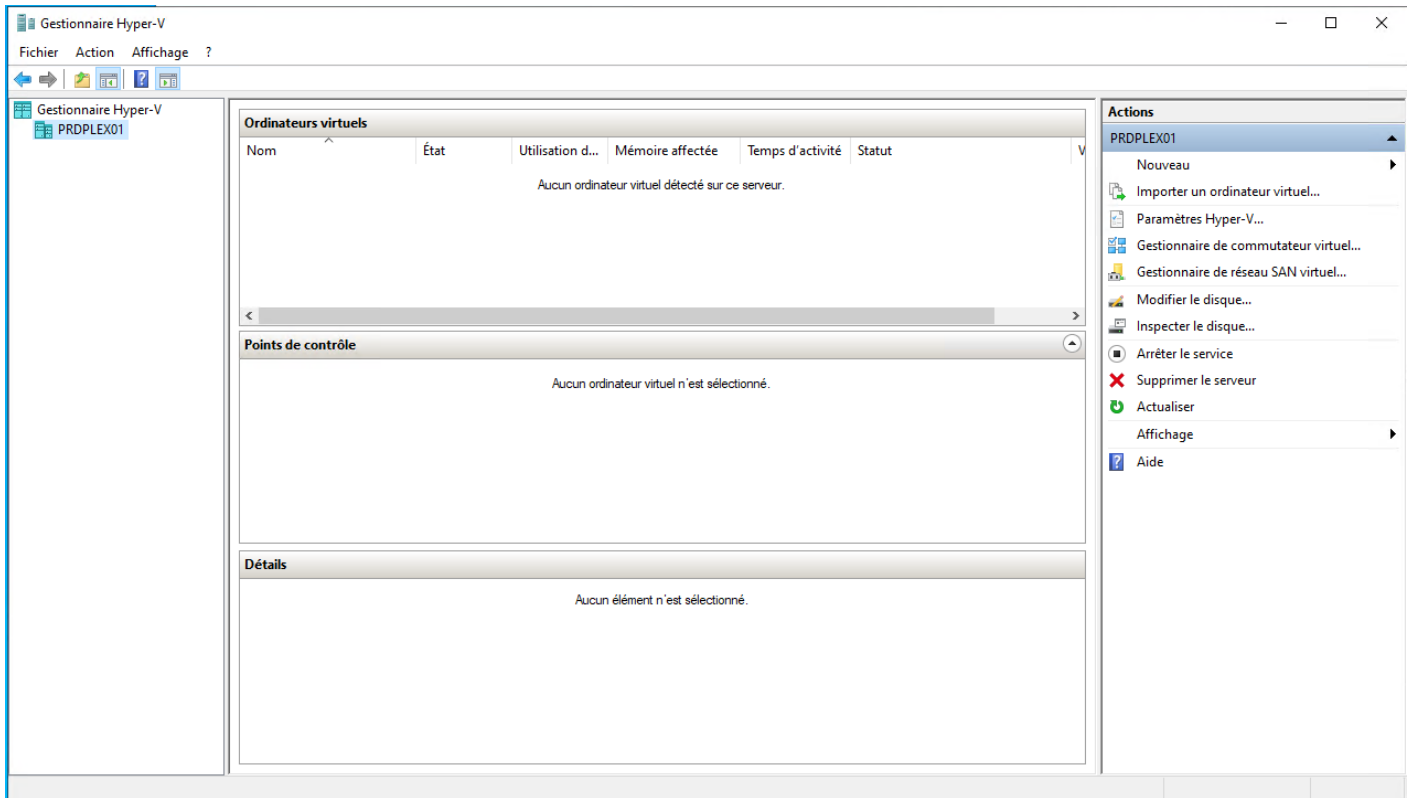 Gestionnaire Hyper-V
Fichier Action Affichage ?
Gestionnaire Hyper-V
PRDPLEX01
Ordinateurs virtuels
Nom État Utilisation d... Mémoire affectée Temps d'activité Statut V
Aucun ordinateur virtuel détecté sur ce serveur.
Points de contrôle
Aucun ordinateur virtuel n'est sélectionné.
Détails
Aucun élément n'est sélectionné.
Actions
PRDPLEX01
Nouveau
Importer un ordinateur virtuel...
Paramètres Hyper-V...
Gestionnaire de commutateur virtuel...
Gestionnaire de réseau SAN virtuel...
Modifier le disque...
Inspecter le disque...
Arrêter le service
Supprimer le serveur
Actualiser
Affichage
Aide